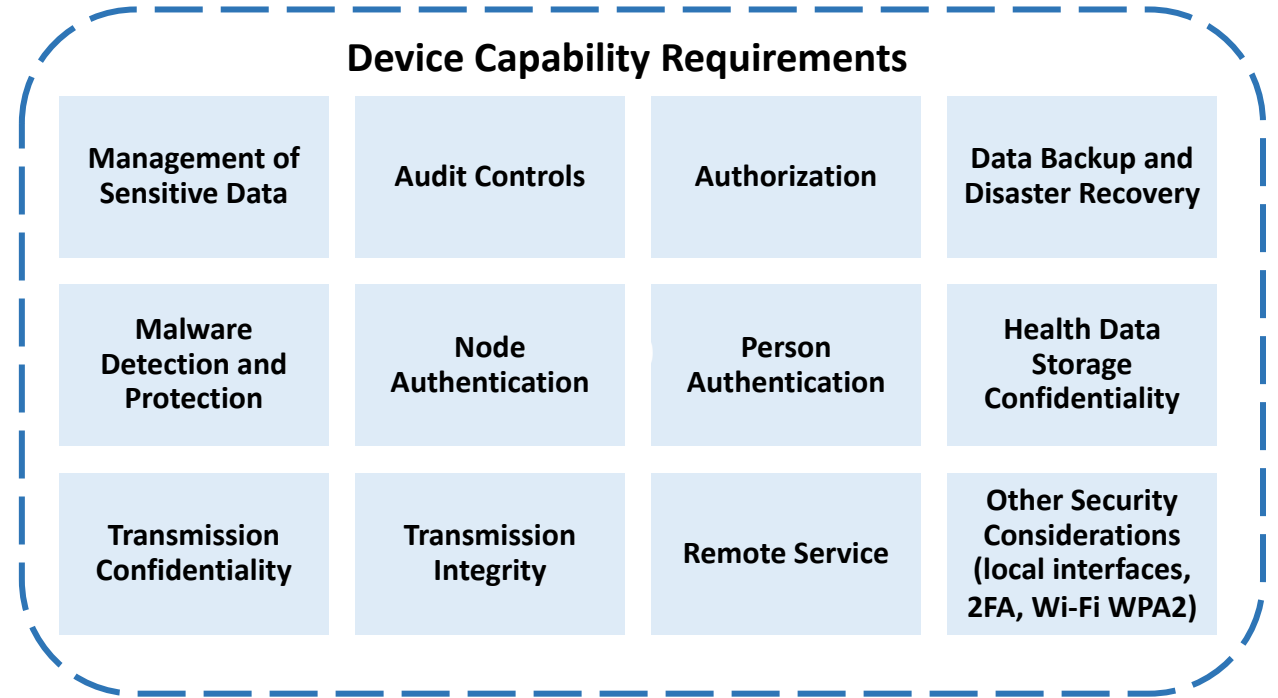 Device Capability Requirements
Management of
Sensitive Data
Audit Controls
Authorization
Data Backup and
Disaster Recovery
Malware
Detection and
Protection
Node
Authentication
Person
Authentication
Health Data
Storage
Confidentiality
Transmission
Confidentiality
Transmission
Integrity
Remote Service
Other Security
Considerations
(local interfaces,
2FA, Wi-Fi WPA2)